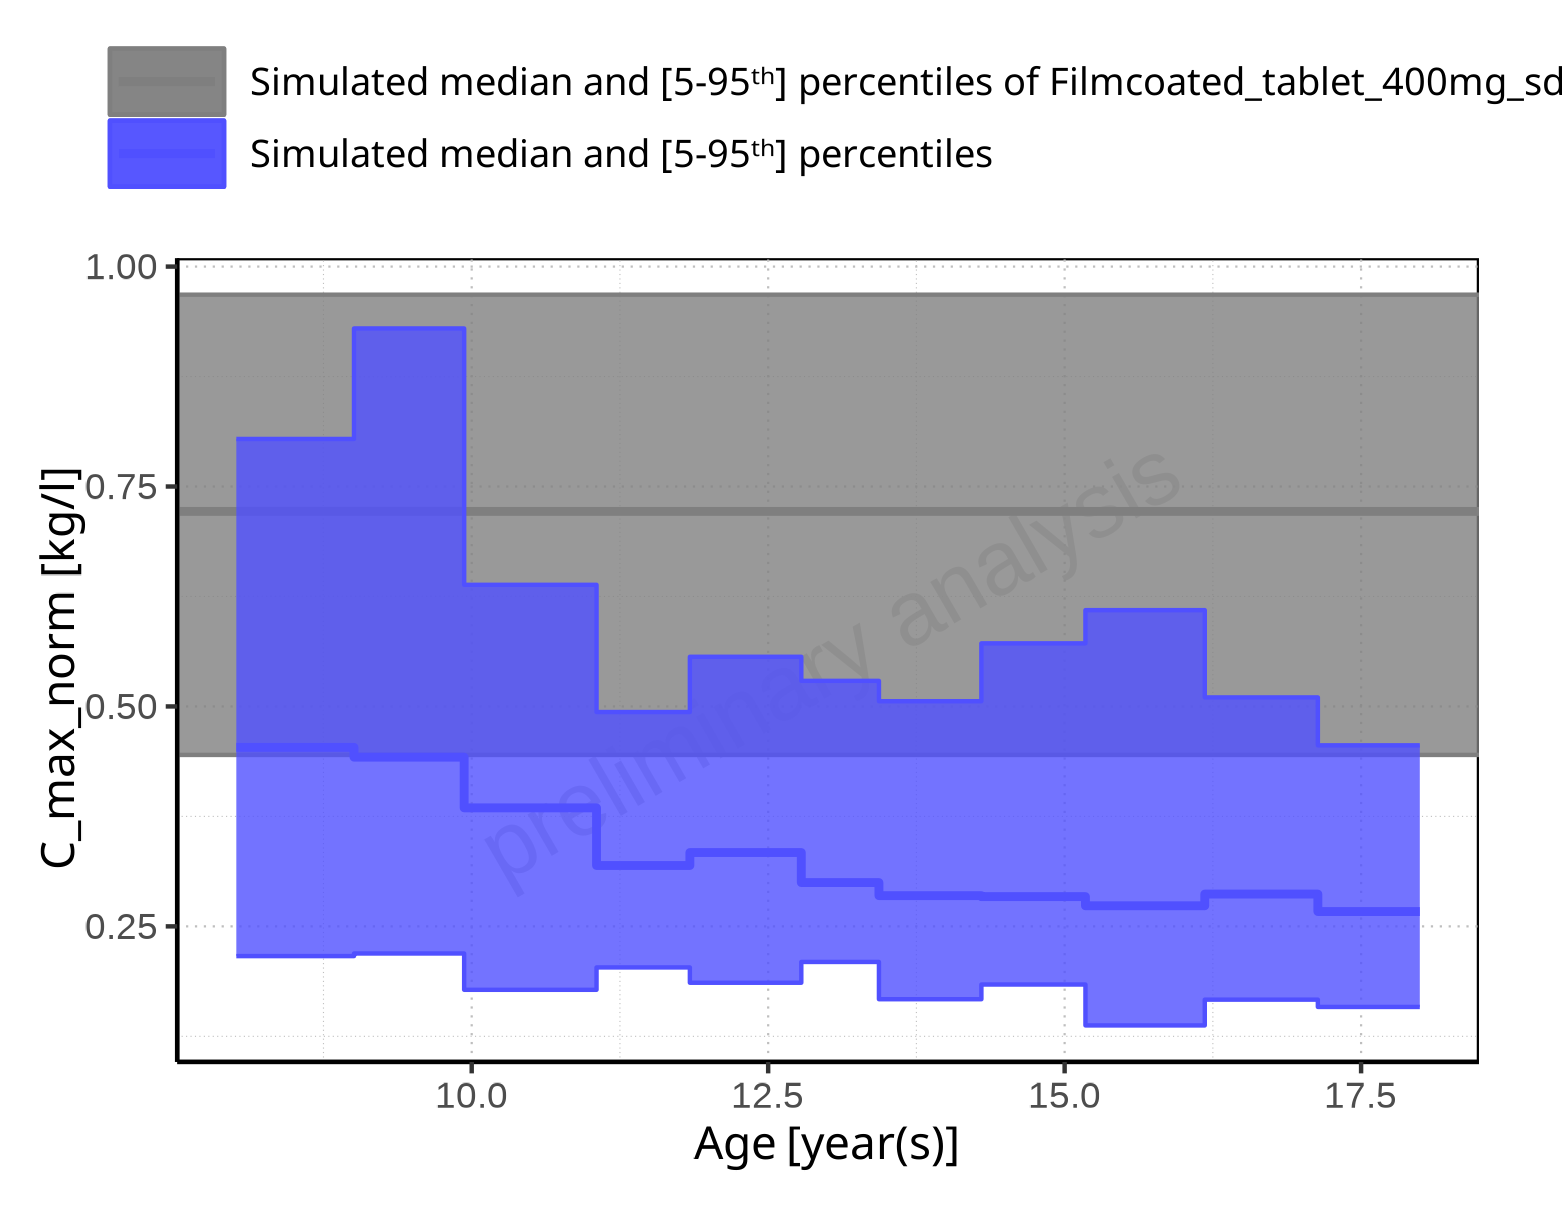 Simulated median and [5-95ᵗʰ] percentiles of Filmcoated_tablet_400mg_sd
Simulated median and [5-95ᵗʰ] percentiles
1.00
0.75
0.50
0.25
C_max_norm [kg/l]
preliminary analysis
10.0 12.5 15.0 17.5
Age [year(s)]